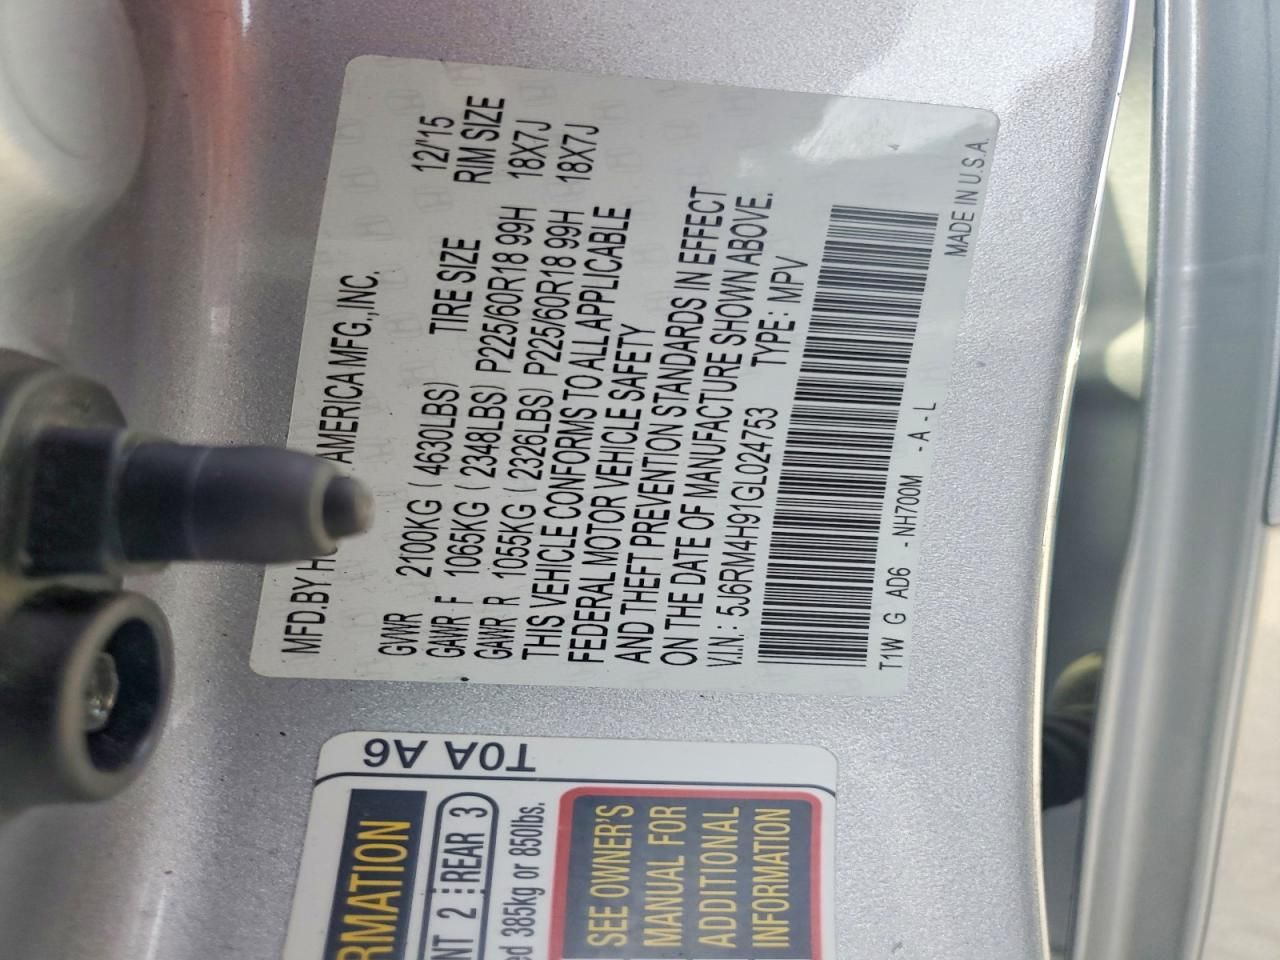 MFD.BY AMERICA MFG.,INC. 12/'15
GVWR 2100KG ( 4630LBS) TIRE SIZE RIM SIZE
GAWR F 1065KG ( 2348LBS) P225/60R18 99H 18X7J
GAWR R 1055KG ( 2326LBS) P225/60R18 99H 18X7J
THIS VEHICLE CONFORMS TO ALL APPLICABLE
FEDERAL MOTOR VEHICLE SAFETY
AND THEFT PREVENTION STANDARDS IN EFFECT
ON THE DATE OF MANUFACTURE SHOWN ABOVE.
V.I.N.: 5J6RM4H91GL024753 TYPE: MPV
T1W G AD6 -NH700M -A-L MADE IN U.S.A.
T0A A6
2 REAR 3
385kg or 850lbs.
SEE OWNER'S
MANUAL FOR
ADDITIONAL
INFORMATION